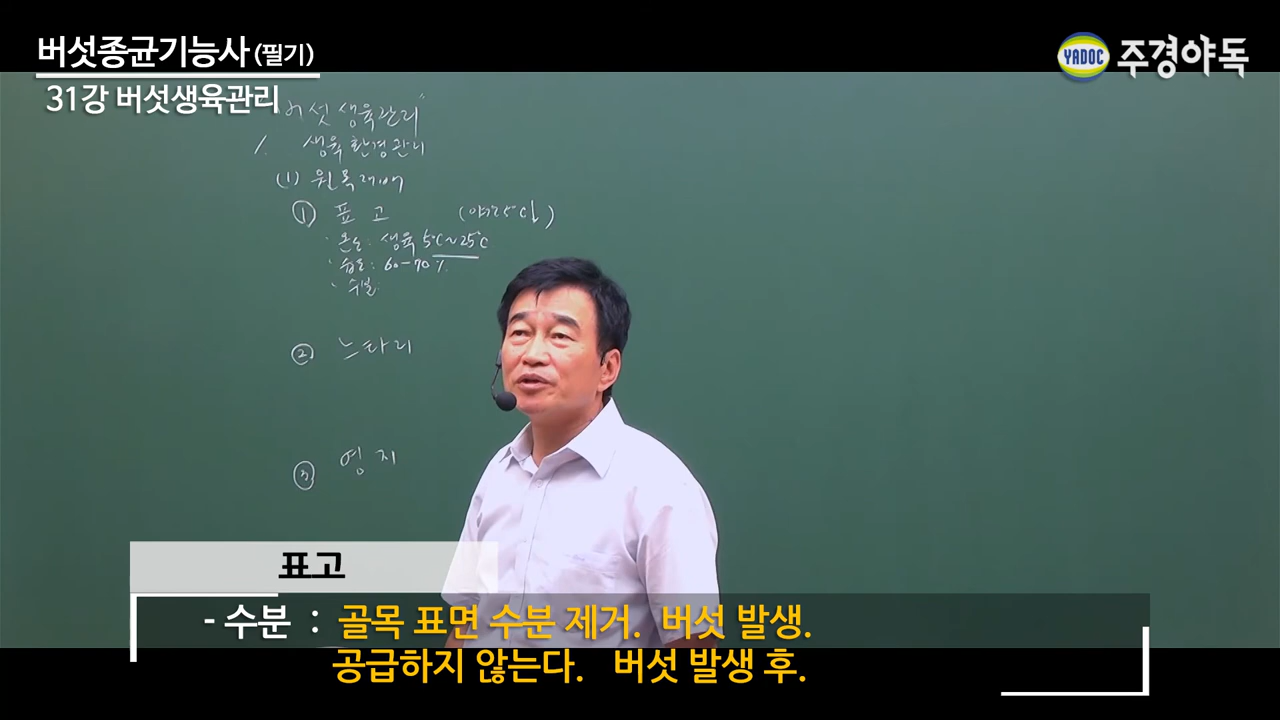 버섯종균기능사 (필기)
YADOC 주경야독
31강 버섯생육관리
"버섯 생육관리"
1. 생육환경관리
(1) 원목재배
① 표고
· 온도: 생육 5℃~25℃
· 습도: 60-70%
· 수분:
② 느타리
③ 영지
표고
- 수분 : 골목 표면 수분 제거. 버섯 발생.
공급하지 않는다. 버섯 발생 후.